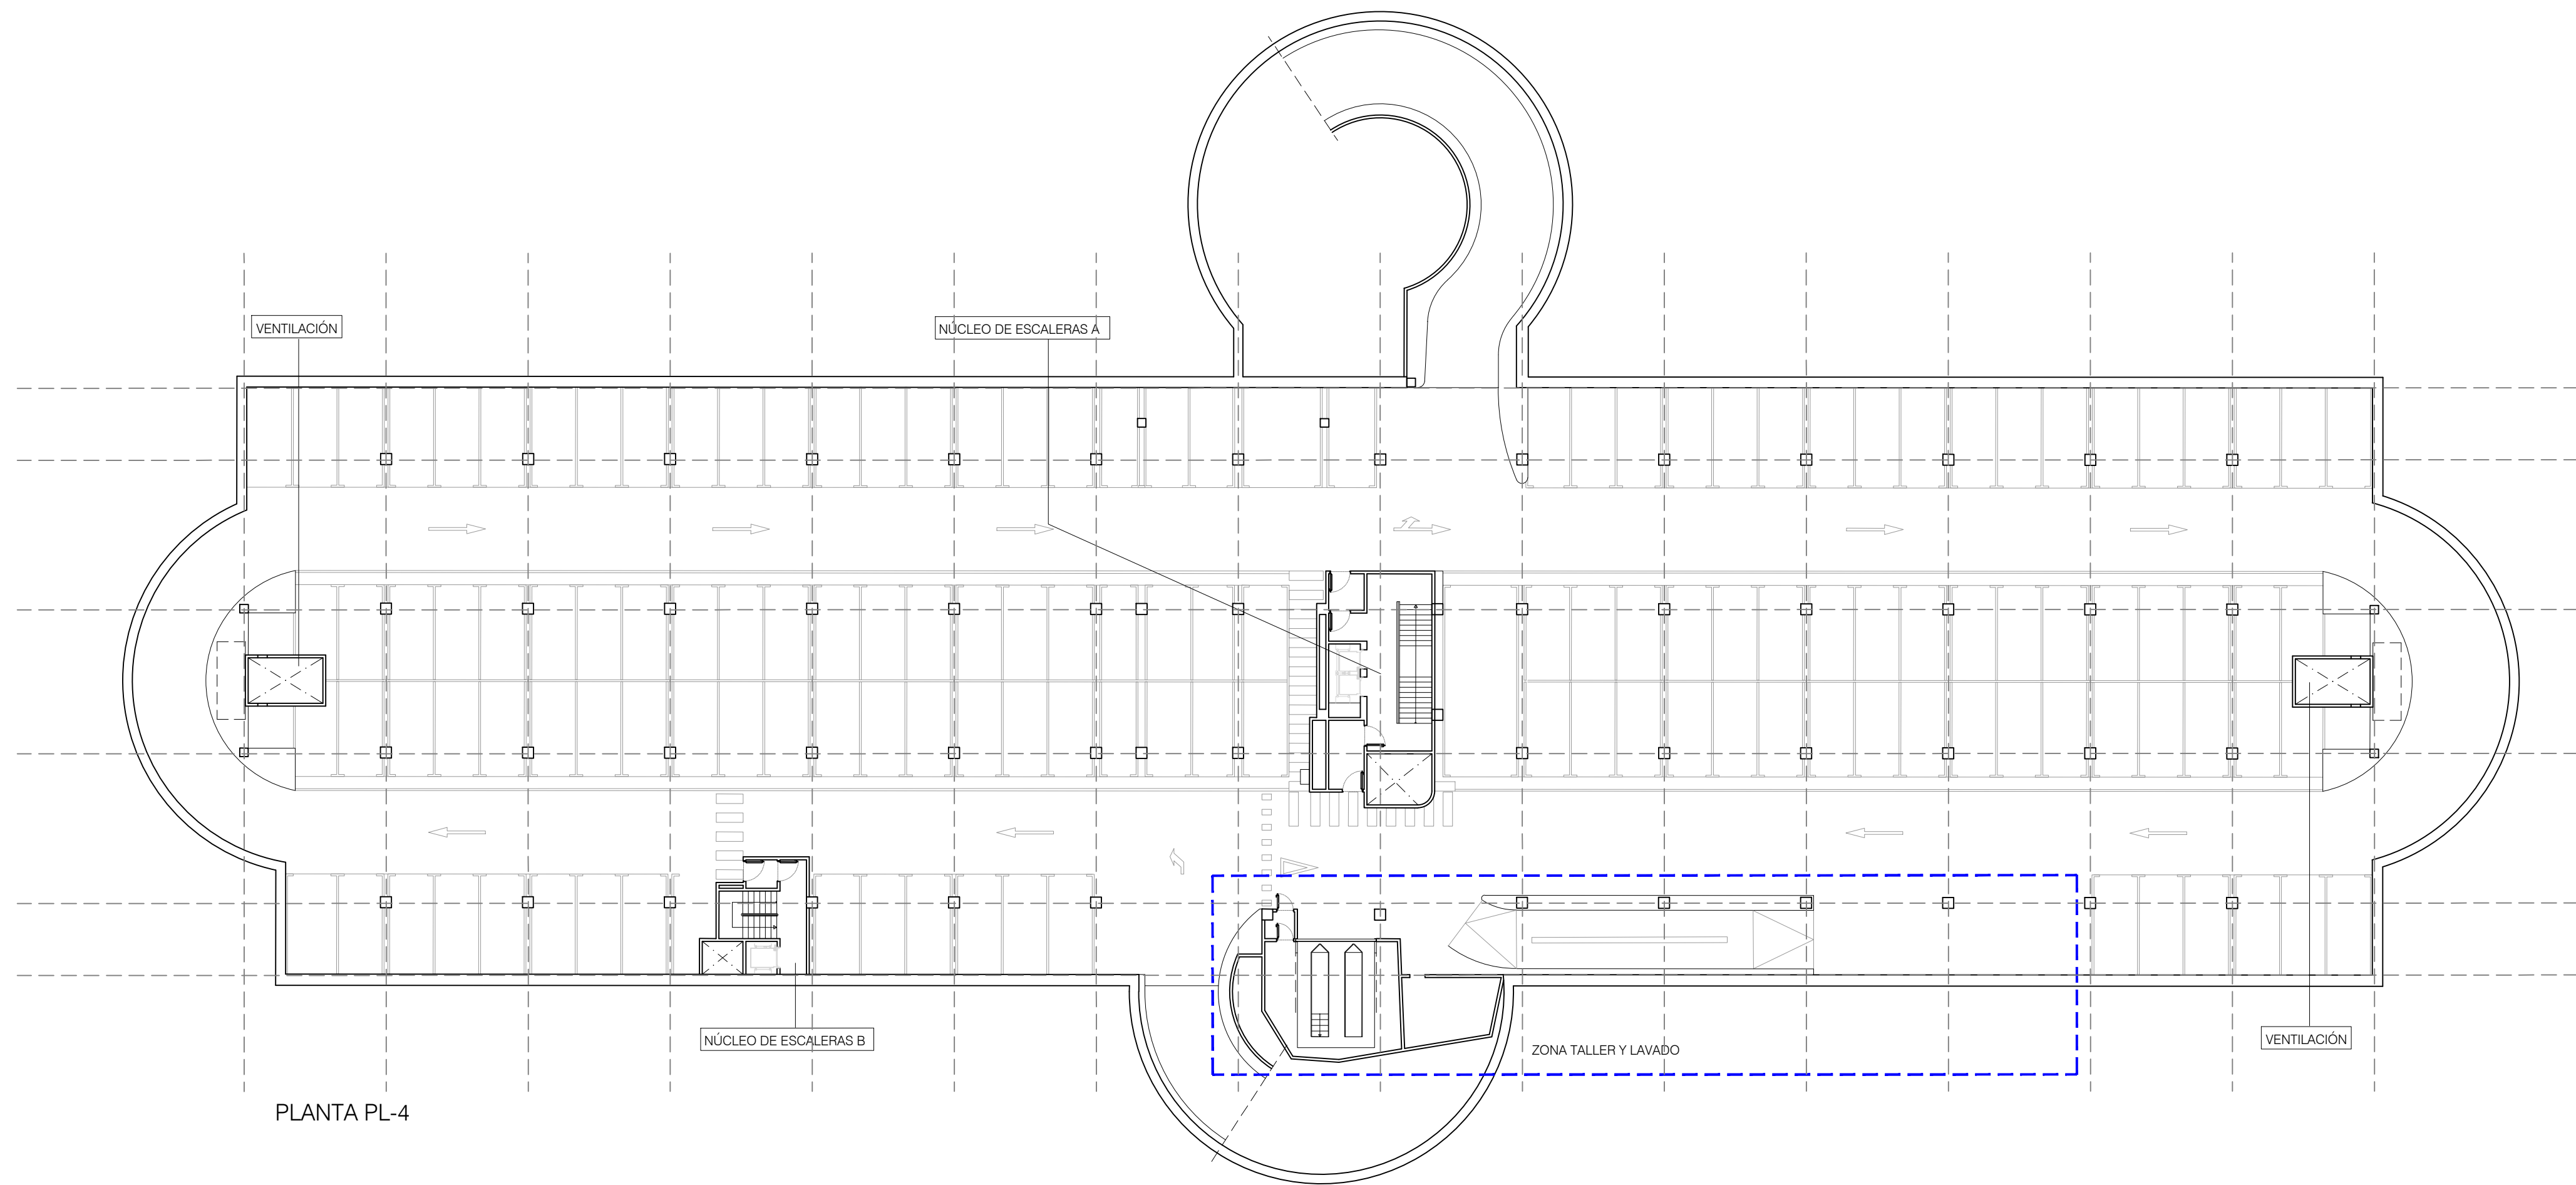 VENTILACIÓN
NÚCLEO DE ESCALERAS A
NÚCLEO DE ESCALERAS B
ZONA TALLER Y LAVADO
VENTILACIÓN
PLANTA PL-4